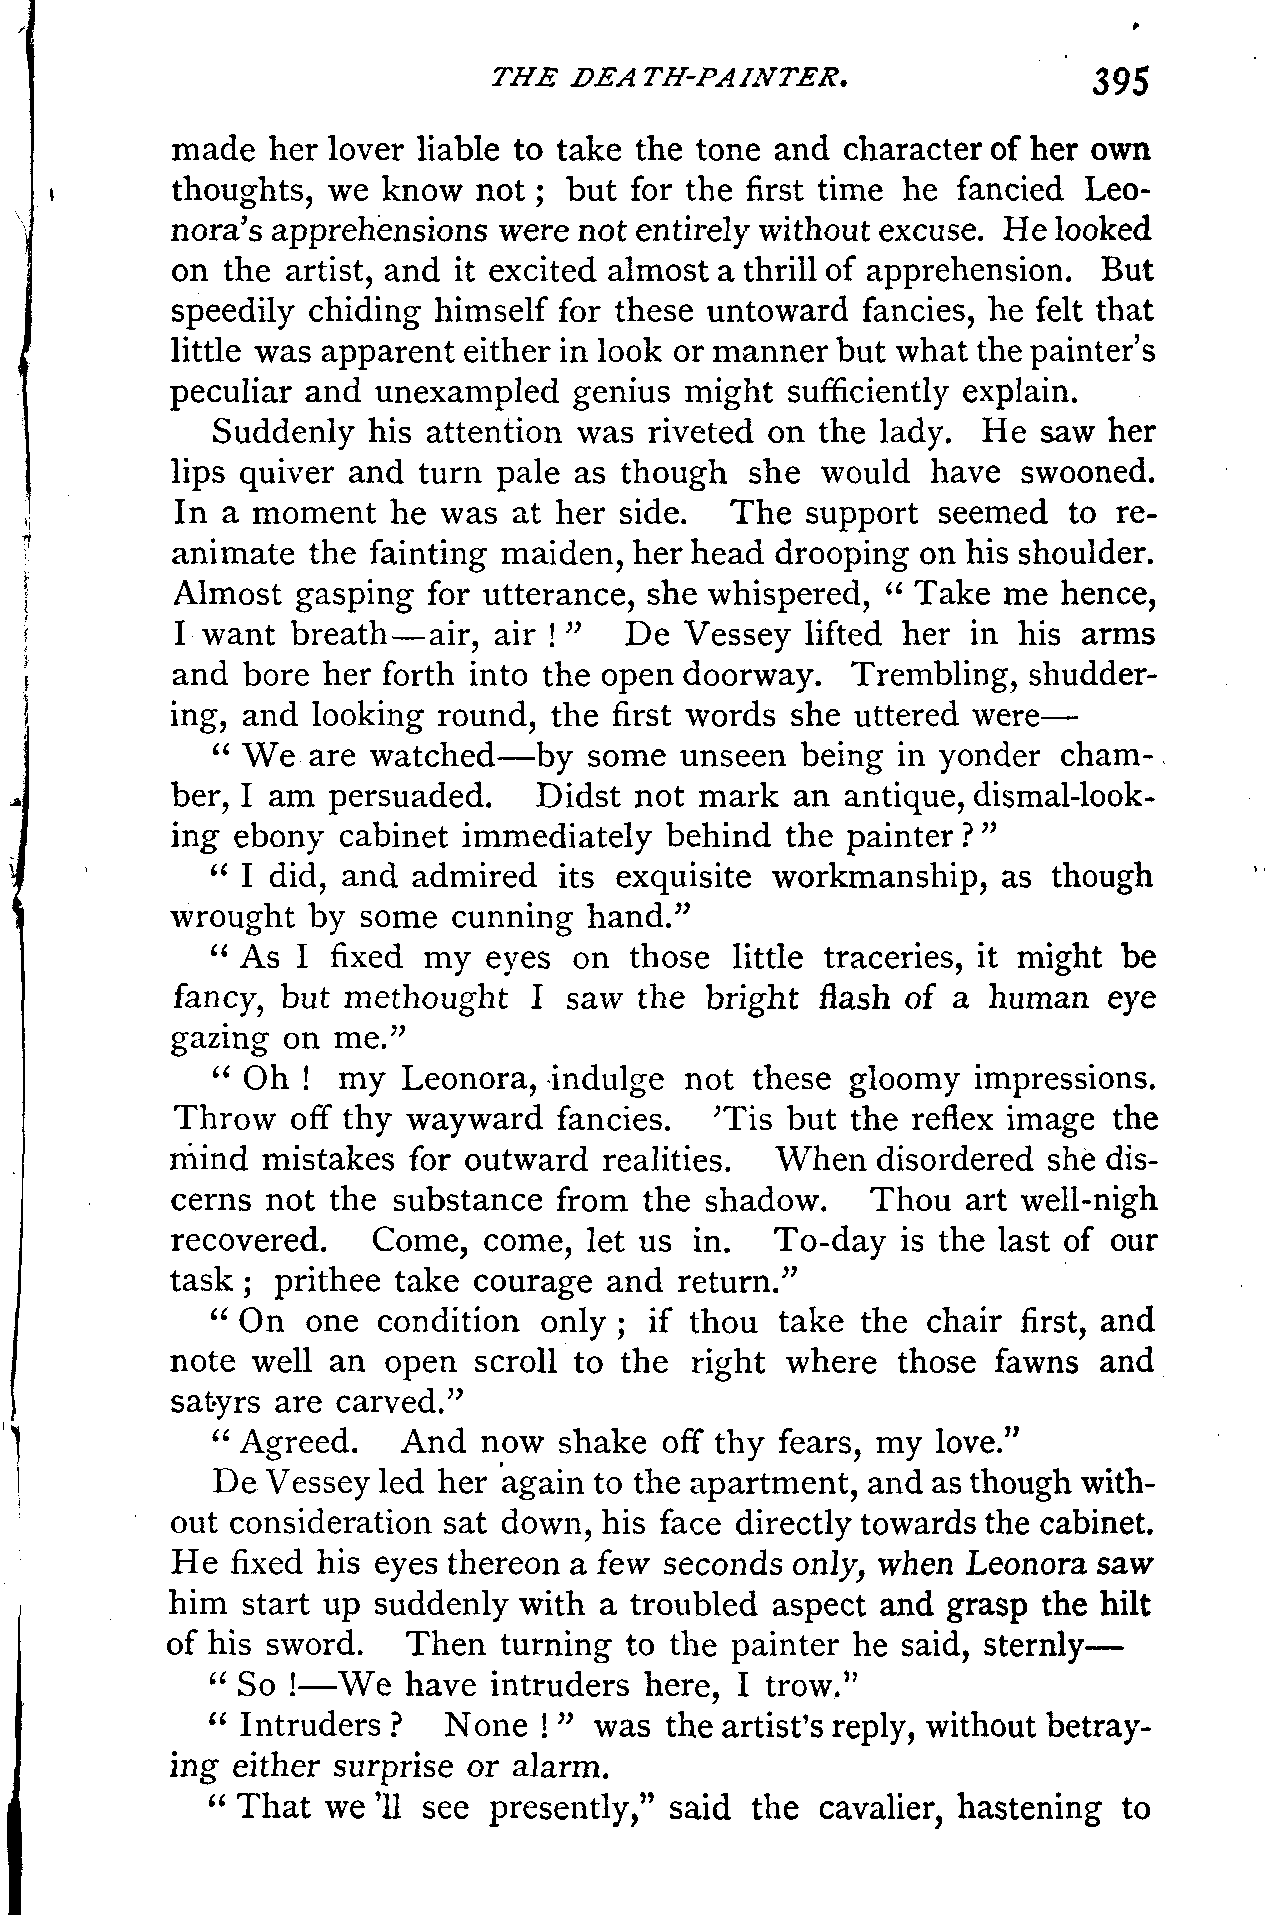 THE DEATH-PAINTER. 395
made her lover liable to take the tone and character of her own
thoughts, we know not ; but for the first time he fancied Leo-
nora's apprehensions were not entirely without excuse. He looked
on the artist, and it excited almost a thrill of apprehension. But
speedily chiding himself for these untoward fancies, he felt that
little was apparent either in look or manner but what the painter's
peculiar and unexampled genius might sufficiently explain.
Suddenly his attention was riveted on the lady. He saw her
lips quiver and turn pale as though she would have swooned.
In a moment he was at her side. The support seemed to re-
animate the fainting maiden, her head drooping on his shoulder.
Almost gasping for utterance, she whispered, “ Take me hence,
I want breath—air, air ! ” De Vessey lifted her in his arms
and bore her forth into the open doorway. Trembling, shudder-
ing, and looking round, the first words she uttered were—
“ We are watched—by some unseen being in yonder cham-
ber, I am persuaded. Didst not mark an antique, dismal-look-
ing ebony cabinet immediately behind the painter ? ”
“ I did, and admired its exquisite workmanship, as though
wrought by some cunning hand.”
“ As I fixed my eyes on those little traceries, it might be
fancy, but methought I saw the bright flash of a human eye
gazing on me.”
“ Oh ! my Leonora, indulge not these gloomy impressions.
Throw off thy wayward fancies. 'Tis but the reflex image the
mind mistakes for outward realities. When disordered she dis-
cerns not the substance from the shadow. Thou art well-nigh
recovered. Come, come, let us in. To-day is the last of our
task ; prithee take courage and return.”
“ On one condition only ; if thou take the chair first, and
note well an open scroll to the right where those fawns and
satyrs are carved.”
“ Agreed. And now shake off thy fears, my love.”
De Vessey led her again to the apartment, and as though with-
out consideration sat down, his face directly towards the cabinet.
He fixed his eyes thereon a few seconds only, when Leonora saw
him start up suddenly with a troubled aspect and grasp the hilt
of his sword. Then turning to the painter he said, sternly—
“ So !—We have intruders here, I trow.”
“ Intruders ? None ! ” was the artist's reply, without betray-
ing either surprise or alarm.
“ That we 'll see presently,” said the cavalier, hastening to